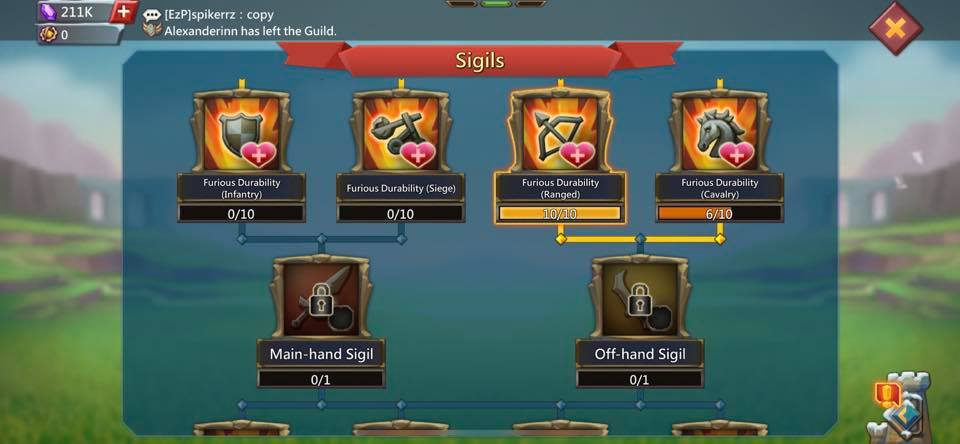 211K
[EzP]spikerrz : copy
0
Alexanderinn has left the Guild.
Sigils
Furious Durability
(Infantry)
0/10
Furious Durability (Siege)
0/10
Furious Durability
(Ranged)
10/10
Furious Durability
(Cavalry)
6/10
Main-hand Sigil
0/1
Off-hand Sigil
0/1